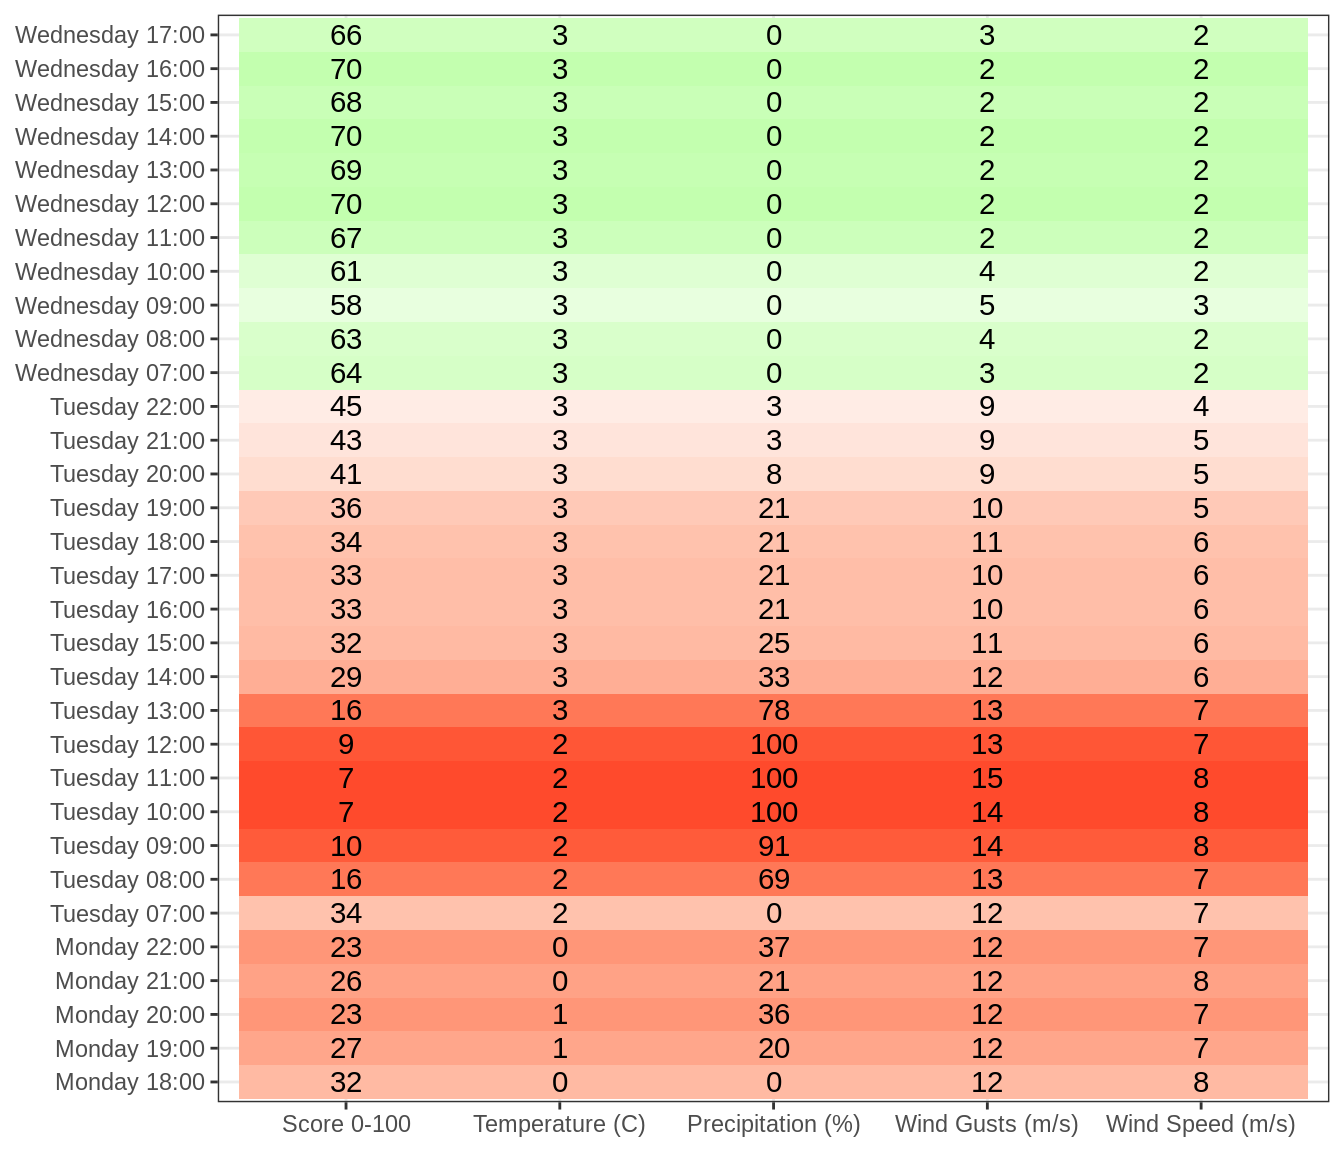 Wednesday 17:00 66 3 0 3 2
Wednesday 16:00 70 3 0 2 2
Wednesday 15:00 68 3 0 2 2
Wednesday 14:00 70 3 0 2 2
Wednesday 13:00 69 3 0 2 2
Wednesday 12:00 70 3 0 2 2
Wednesday 11:00 67 3 0 2 2
Wednesday 10:00 61 3 0 4 2
Wednesday 09:00 58 3 0 5 3
Wednesday 08:00 63 3 0 4 2
Wednesday 07:00 64 3 0 3 2
Tuesday 22:00 45 3 3 9 4
Tuesday 21:00 43 3 3 9 5
Tuesday 20:00 41 3 8 9 5
Tuesday 19:00 36 3 21 10 5
Tuesday 18:00 34 3 21 11 6
Tuesday 17:00 33 3 21 10 6
Tuesday 16:00 33 3 21 10 6
Tuesday 15:00 32 3 25 11 6
Tuesday 14:00 29 3 33 12 6
Tuesday 13:00 16 3 78 13 7
Tuesday 12:00 9 2 100 13 7
Tuesday 11:00 7 2 100 15 8
Tuesday 10:00 7 2 100 14 8
Tuesday 09:00 10 2 91 14 8
Tuesday 08:00 16 2 69 13 7
Tuesday 07:00 34 2 0 12 7
Monday 22:00 23 0 37 12 7
Monday 21:00 26 0 21 12 8
Monday 20:00 23 1 36 12 7
Monday 19:00 27 1 20 12 7
Monday 18:00 32 0 0 12 8
Score 0-100 Temperature (C) Precipitation (%) Wind Gusts (m/s) Wind Speed (m/s)